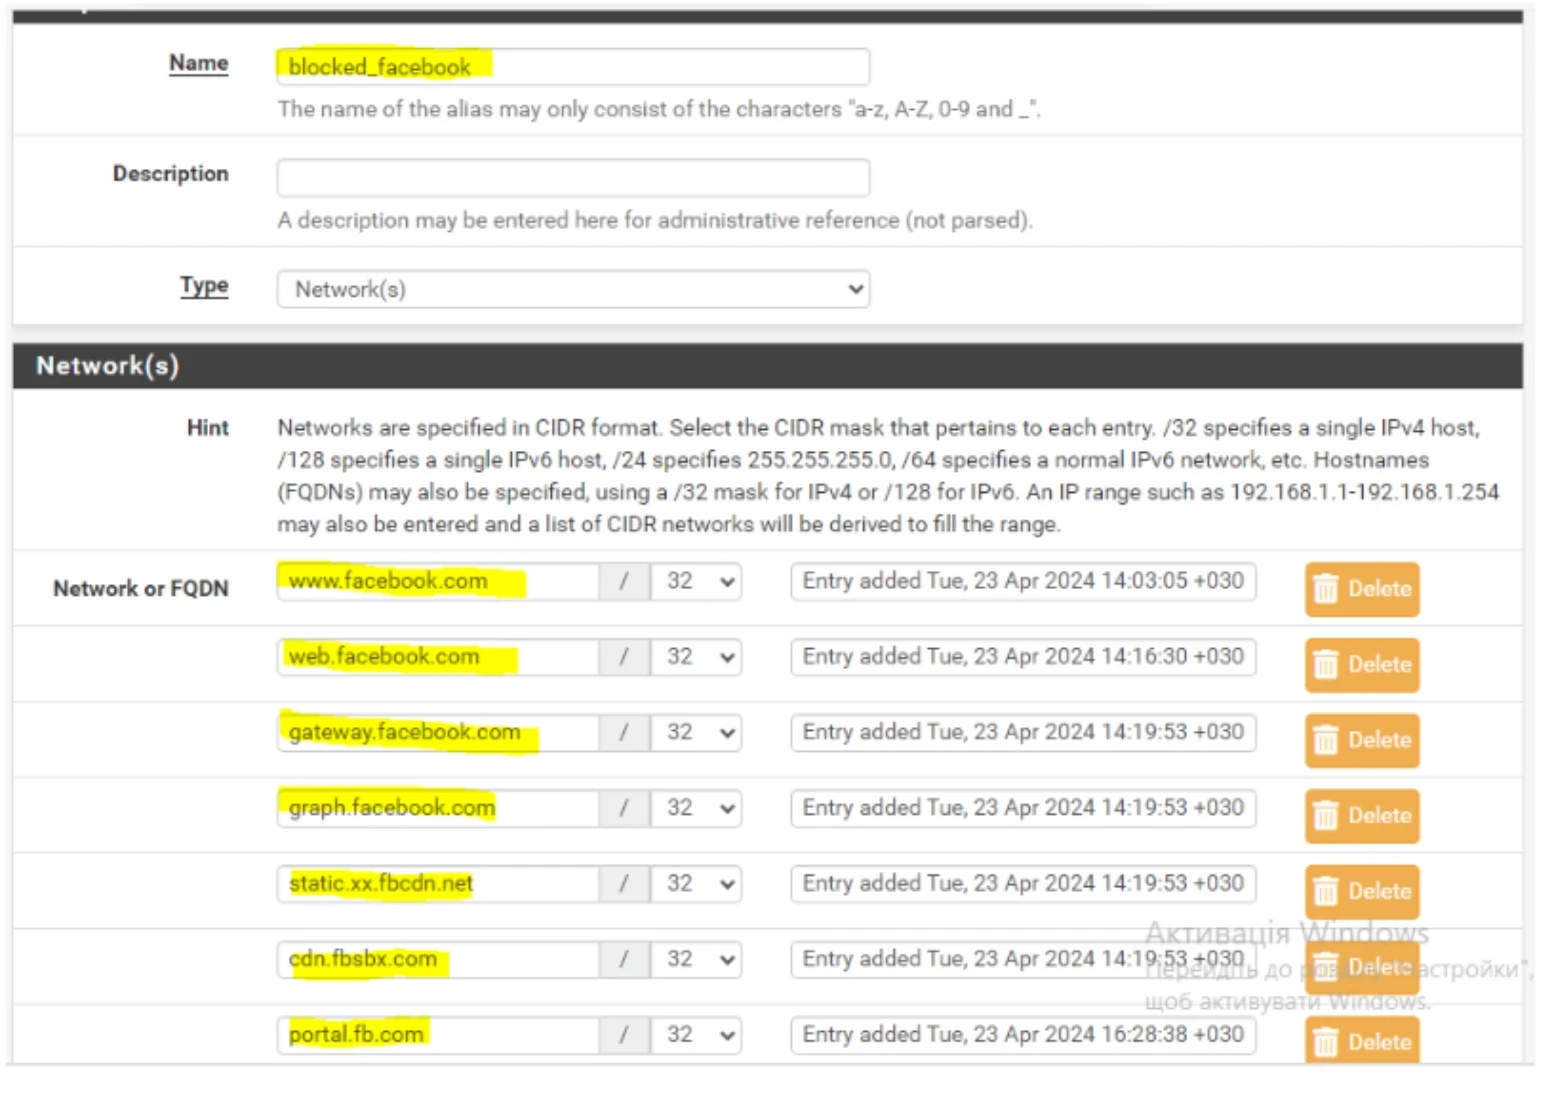 Name
blocked_facebook
The name of the alias may only consist of the characters "a-z, A-Z, 0-9 and _".
Description
A description may be entered here for administrative reference (not parsed).
Type
Network(s)
Network(s)
Hint
Networks are specified in CIDR format. Select the CIDR mask that pertains to each entry. /32 specifies a single IPv4 host,
/128 specifies a single IPv6 host, /24 specifies 255.255.255.0, /64 specifies a normal IPv6 network, etc. Hostnames
(FQDNs) may also be specified, using a /32 mask for IPv4 or /128 for IPv6. An IP range such as 192.168.1.1-192.168.1.254
may also be entered and a list of CIDR networks will be derived to fill the range.
Network or FQDN
www.facebook.com / 32 Entry added Tue, 23 Apr 2024 14:03:05 +030 Delete
web.facebook.com / 32 Entry added Tue, 23 Apr 2024 14:16:30 +030 Delete
gateway.facebook.com / 32 Entry added Tue, 23 Apr 2024 14:19:53 +030 Delete
graph.facebook.com / 32 Entry added Tue, 23 Apr 2024 14:19:53 +030 Delete
static.xx.fbcdn.net / 32 Entry added Tue, 23 Apr 2024 14:19:53 +030 Delete
Активація Windows
cdn.fbsbx.com / 32 Entry added Tue, 23 Apr 2024 14:19:53 +030 Delete
Перейдіть до
щоб активувати Windows.
portal.fb.com / 32 Entry added Tue, 23 Apr 2024 16:28:38 +030 Delete